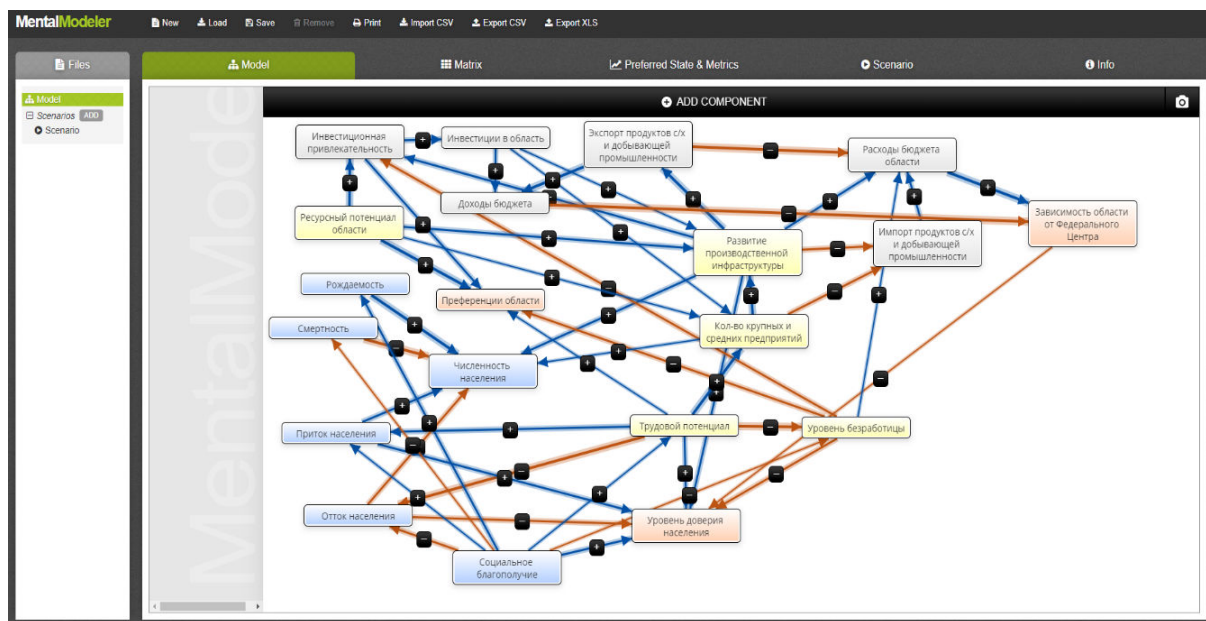 MentalModeler
New
Load
Save
Remove
Print
Import CSV
Export CSV
Export XLS
Files
Model
Matrix
Preferred State & Metrics
Scenario
Info
Model
Scenarios ADD
Scenario
MentalMode
ADD COMPONENT
Инвестиционная
привлекательность
Инвестиции в область
Экспорт продуктов с/х
и добывающей
промышленности
Расходы бюджета
области
Доходы бюджета
Ресурсный потенциал
области
Развитие
производственной
инфраструктуры
Импорт продуктов с/х
и добывающей
промышленности
Зависимость области
от Федерального
Центра
Рождаемость
Преференции области
Смертность
Кол-во крупных и
средних предприятий
Численность
населения
Приток населения
Трудовой потенциал
Уровень безработицы
Отток населения
Уровень доверия
населения
Социальное
благополучие